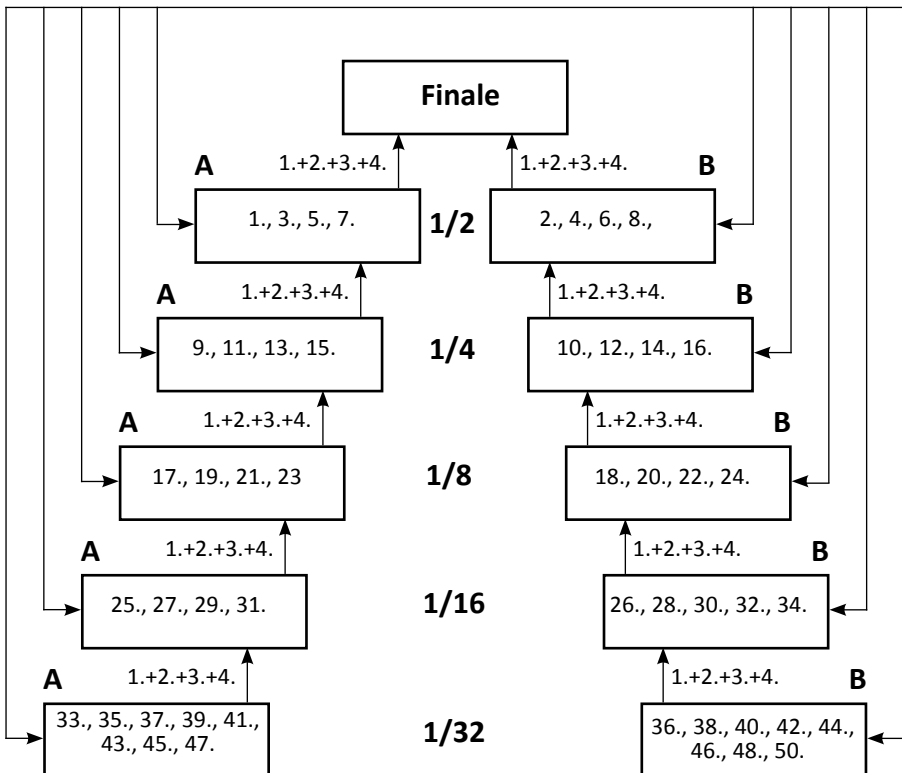 Finale
1.+2.+3.+4.
1.+2.+3.+4.
A
B
1., 3., 5., 7.
1/2
2., 4., 6., 8.,
1.+2.+3.+4.
1.+2.+3.+4.
A
B
9., 11., 13., 15.
1/4
10., 12., 14., 16.
1.+2.+3.+4.
1.+2.+3.+4.
A
B
17., 19., 21., 23
1/8
18., 20., 22., 24.
1.+2.+3.+4.
1.+2.+3.+4.
A
B
25., 27., 29., 31.
1/16
26., 28., 30., 32., 34.
1.+2.+3.+4.
1.+2.+3.+4.
A
B
33., 35., 37., 39., 41.,
43., 45., 47.
1/32
36., 38., 40., 42., 44.,
46., 48., 50.